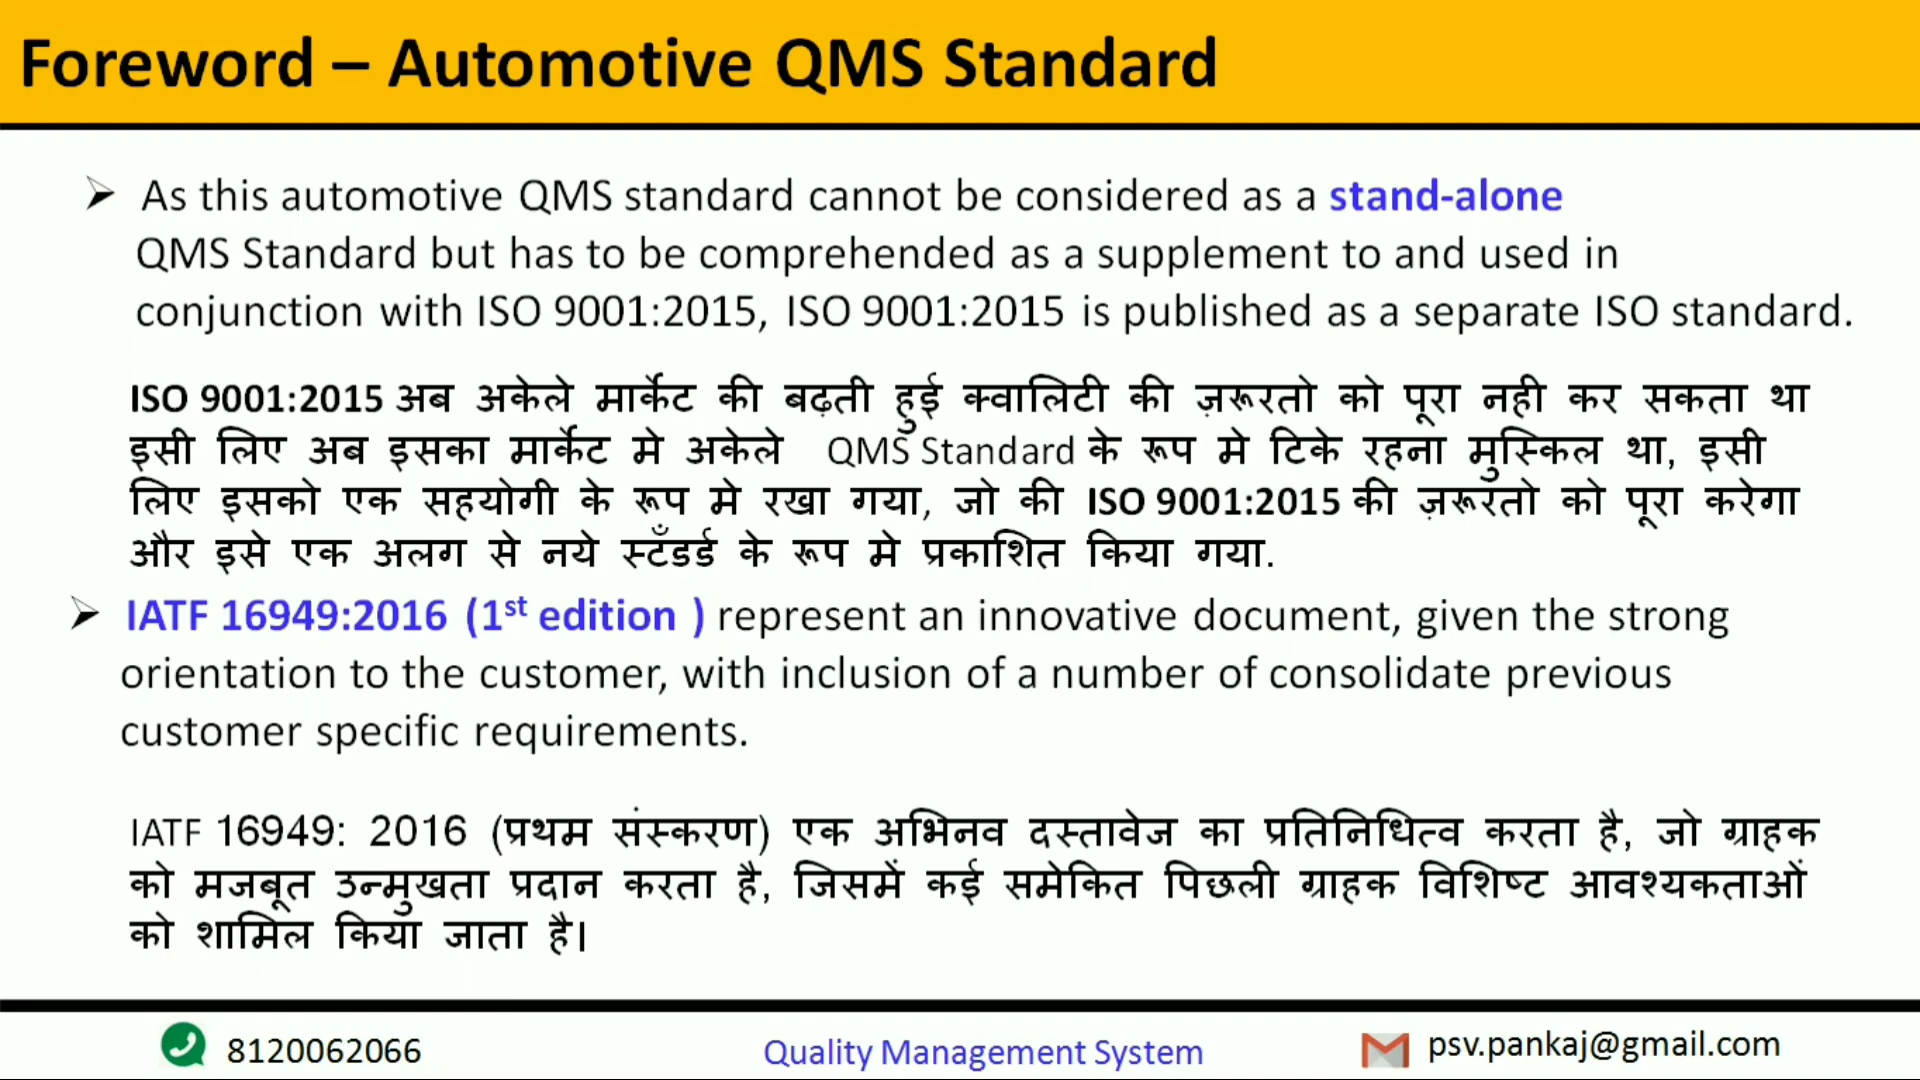 Foreword – Automotive QMS Standard
➢ As this automotive QMS standard cannot be considered as a stand-alone
QMS Standard but has to be comprehended as a supplement to and used in
conjunction with ISO 9001:2015, ISO 9001:2015 is published as a separate ISO standard.
ISO 9001:2015 अब अकेले मार्केट की बढ़ती हुई क्वालिटी की ज़रूरतो को पूरा नही कर सकता था
इसी लिए अब इसका मार्केट मे अकेले QMS Standard के रूप मे टिके रहना मुस्किल था, इसी
लिए इसको एक सहयोगी के रूप मे रखा गया, जो की ISO 9001:2015 की ज़रूरतो को पूरा करेगा
और इसे एक अलग से नये स्टॅंडर्ड के रूप मे प्रकाशित किया गया.
➢ IATF 16949:2016 (1st edition ) represent an innovative document, given the strong
orientation to the customer, with inclusion of a number of consolidate previous
customer specific requirements.
IATF 16949: 2016 (प्रथम संस्करण) एक अभिनव दस्तावेज का प्रतिनिधित्व करता है, जो ग्राहक
को मजबूत उन्मुखता प्रदान करता है, जिसमें कई समेकित पिछली ग्राहक विशिष्ट आवश्यकताओं
को शामिल किया जाता है।
8120062066 Quality Management System psv.pankaj@gmail.com